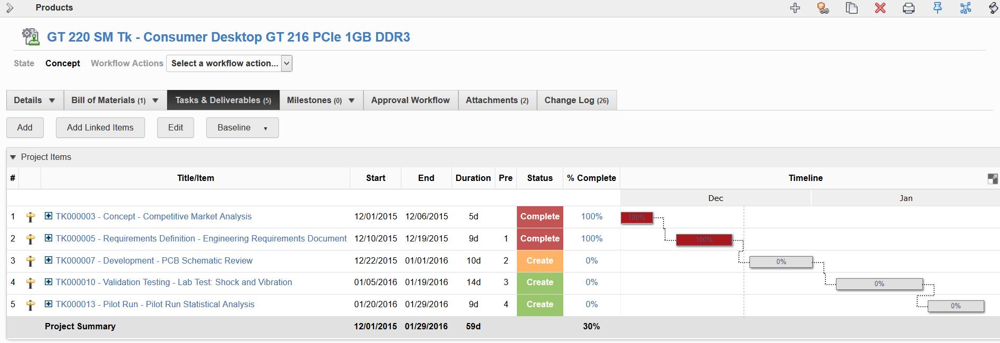 Products
GT 220 SM Tk - Consumer Desktop GT 216 PCIe 1GB DDR3
State Concept Workflow Actions Select a workflow action...
Details Bill of Materials (1) Tasks & Deliverables (5) Milestones (0) Approval Workflow Attachments (2) Change Log (26)
Add Add Linked Items Edit Baseline
Project Items
# Title/Item Start End Duration Pre Status % Complete Timeline
Dec Jan
1 TK000003 - Concept - Competitive Market Analysis 12/01/2015 12/06/2015 5d Complete 100% 100%
2 TK000005 - Requirements Definition - Engineering Requirements Document 12/10/2015 12/19/2015 9d 1 Complete 100% 100%
3 TK000007 - Development - PCB Schematic Review 12/22/2015 01/01/2016 10d 2 Create 0% 0%
4 TK000010 - Validation Testing - Lab Test: Shock and Vibration 01/05/2016 01/19/2016 14d 3 Create 0% 0%
5 TK000013 - Pilot Run - Pilot Run Statistical Analysis 01/20/2016 01/29/2016 9d 4 Create 0% 0%
Project Summary 12/01/2015 01/29/2016 59d 30%